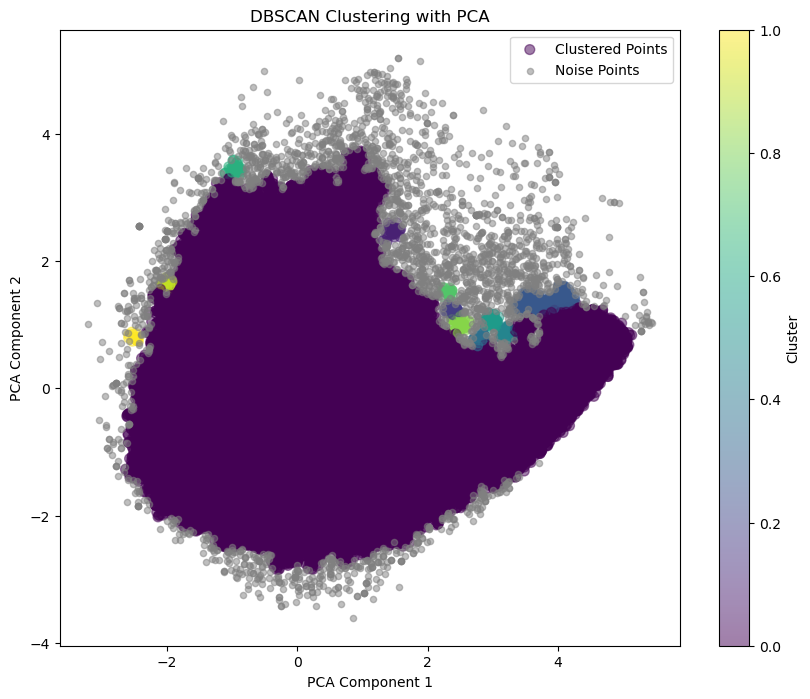 DBSCAN Clustering with PCA
Clustered Points
Noise Points
PCA Component 2
4
2
0
−2
−4
−2
0
2
4
PCA Component 1
1.0
0.8
0.6
0.4
0.2
0.0
Cluster